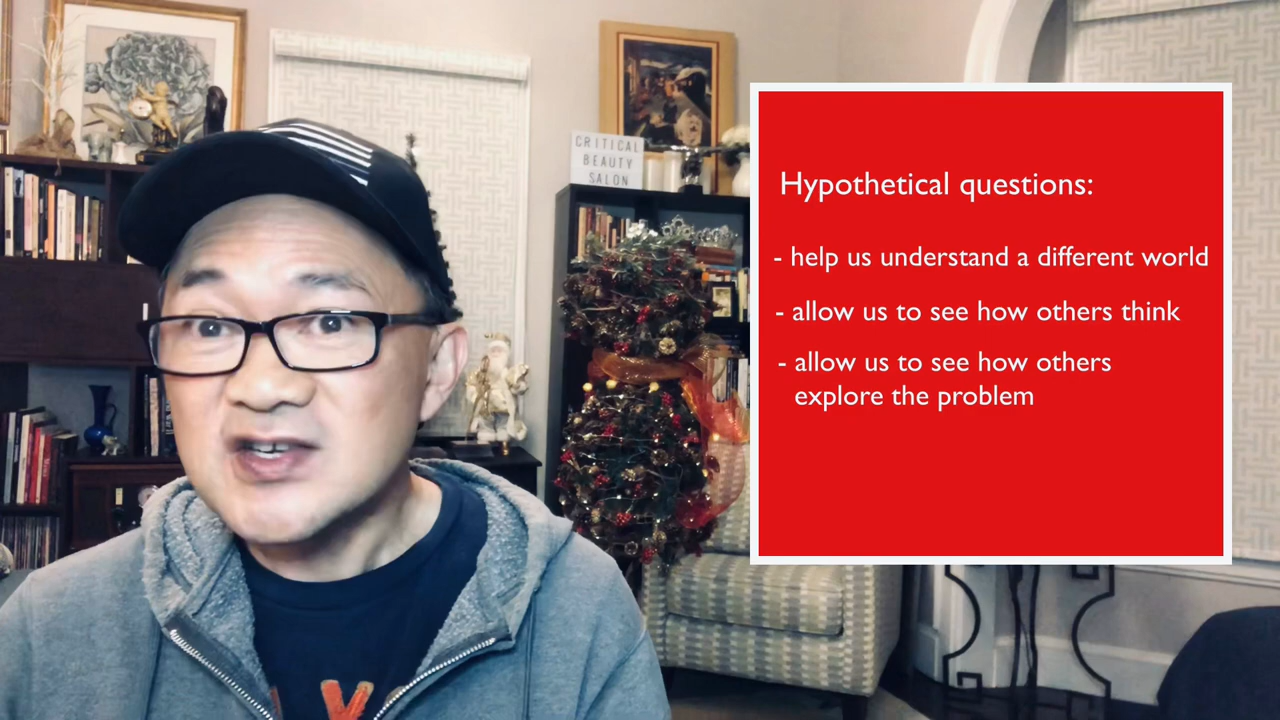 CRITICAL
BEAUTY
SALON
Hypothetical questions:
- help us understand a different world
- allow us to see how others think
- allow us to see how others
explore the problem